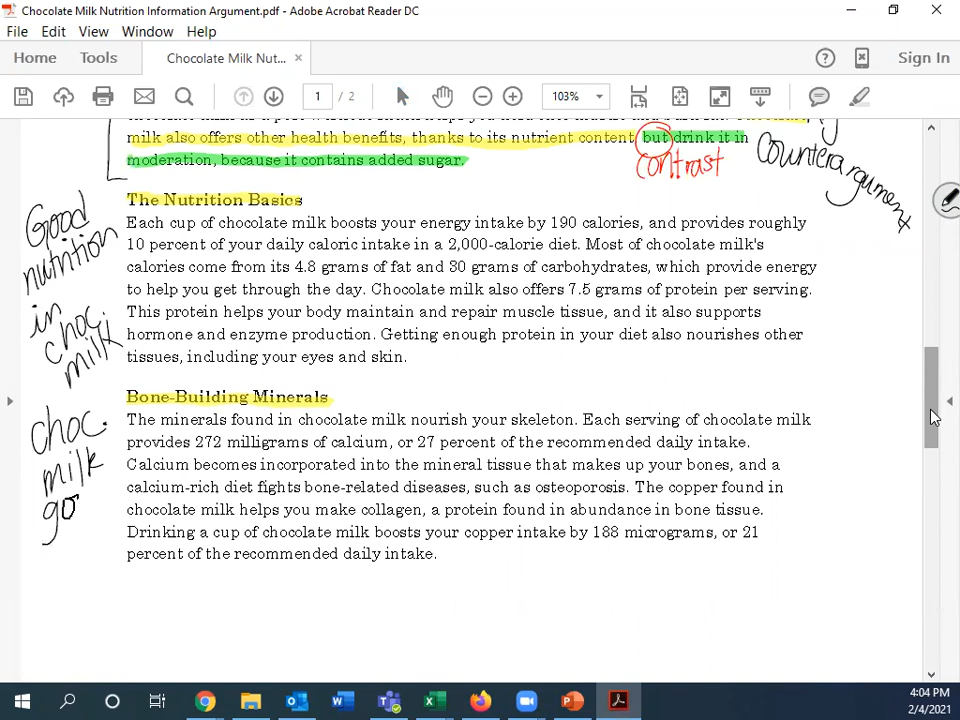 Chocolate Milk Nutrition Information Argument.pdf - Adobe Acrobat Reader DC
File Edit View Window Help
Home Tools Chocolate Milk Nut... × Sign In
1 / 2 103%
milk also offers other health benefits, thanks to its nutrient content but drink it in
moderation, because it contains added sugar.
contrast
Counterargument
The Nutrition Basics
Each cup of chocolate milk boosts your energy intake by 190 calories, and provides roughly
10 percent of your daily caloric intake in a 2,000-calorie diet. Most of chocolate milk's
calories come from its 4.8 grams of fat and 30 grams of carbohydrates, which provide energy
to help you get through the day. Chocolate milk also offers 7.5 grams of protein per serving.
This protein helps your body maintain and repair muscle tissue, and it also supports
hormone and enzyme production. Getting enough protein in your diet also nourishes other
tissues, including your eyes and skin.
Good
nutrition
in
choc.
milk
Bone-Building Minerals
The minerals found in chocolate milk nourish your skeleton. Each serving of chocolate milk
provides 272 milligrams of calcium, or 27 percent of the recommended daily intake.
Calcium becomes incorporated into the mineral tissue that makes up your bones, and a
calcium-rich diet fights bone-related diseases, such as osteoporosis. The copper found in
chocolate milk helps you make collagen, a protein found in abundance in bone tissue.
Drinking a cup of chocolate milk boosts your copper intake by 188 micrograms, or 21
percent of the recommended daily intake.
choc.
milk
go
4:04 PM
2/4/2021